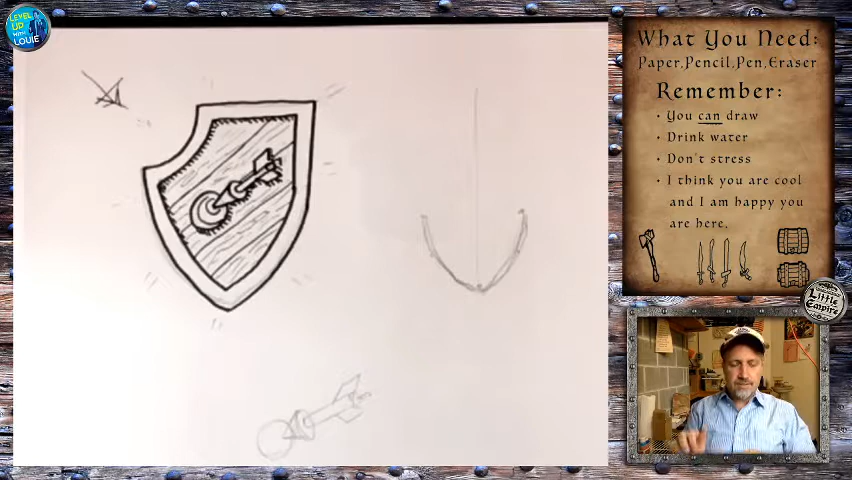 LEVEL
UP
WITH
LOUIE
What You Need:
Paper,Pencil,Pen,Eraser
Remember:
• You can draw
• Drink water
• Don't stress
• I think you are cool
and I am happy you
are here.
Little
Empire